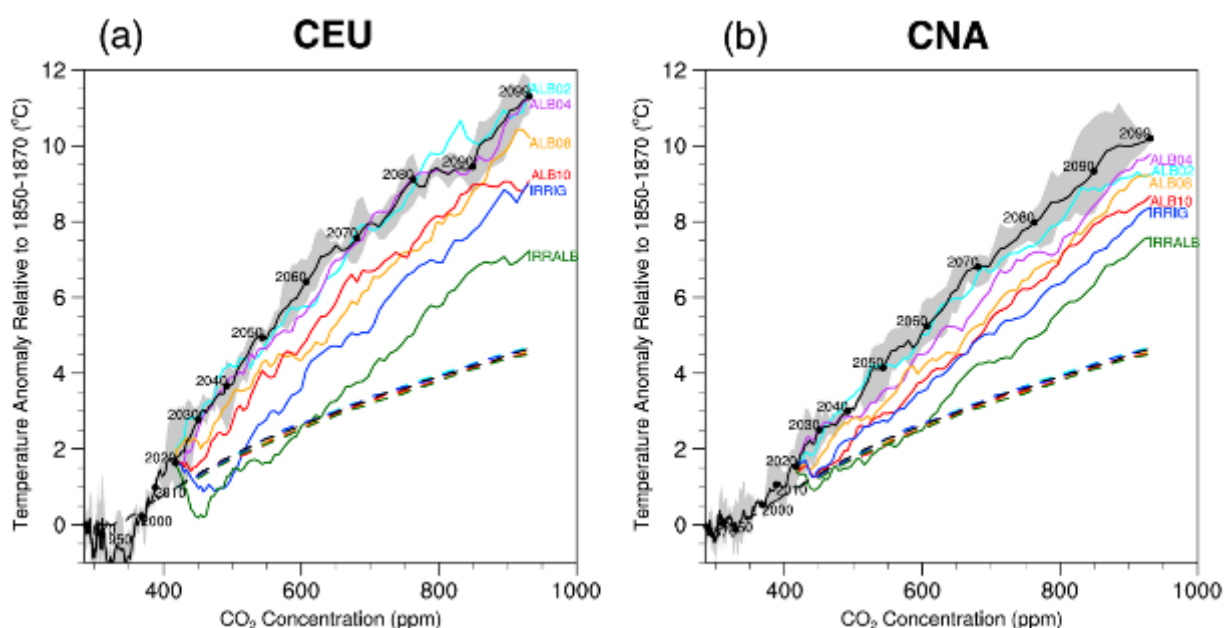 (a) CEU
Temperature Anomaly Relative to 1850-1870 (°C)
12
10
8
6
4
2
0
400 600 800 1000
CO₂ Concentration (ppm)
2099
2090
2080
2070
2060
2050
2040
2030
2020
2010
2000
950
ALB02
ALB04
ALB08
ALB10
IRRIG
IRRALB
(b) CNA
Temperature Anomaly Relative to 1850-1870 (°C)
12
10
8
6
4
2
0
400 600 800 1000
CO₂ Concentration (ppm)
2099
2090
2080
2070
2060
2050
2040
2030
2020
2010
2000
ALB04
ALB02
ALB08
ALB10
IRRIG
IRRALB